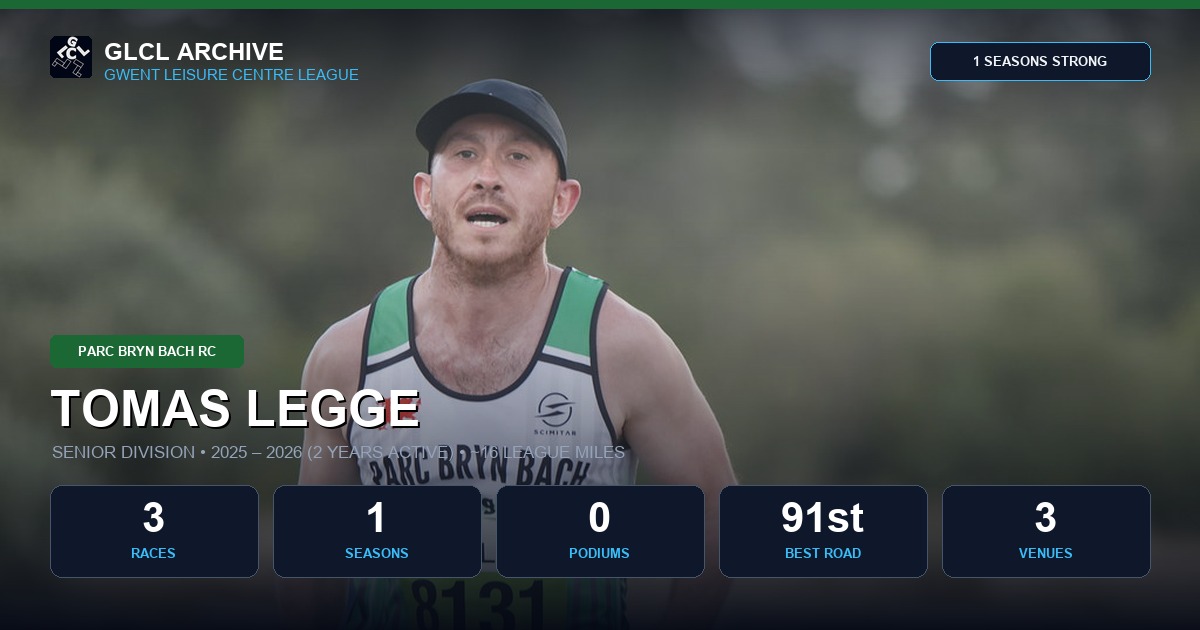 GLCL ARCHIVE
GWENT LEISURE CENTRE LEAGUE
1 SEASONS STRONG
PARC BRYN BACH RC
TOMAS LEGGE
SCIMITAR
SENIOR DIVISION • 2025 – 2026 (2 YEARS ACTIVE) • ~16 LEAGUE MILES
PARC BRYN BACH
3
RACES
1
SEASONS
0
PODIUMS
91st
BEST ROAD
3
VENUES
8131